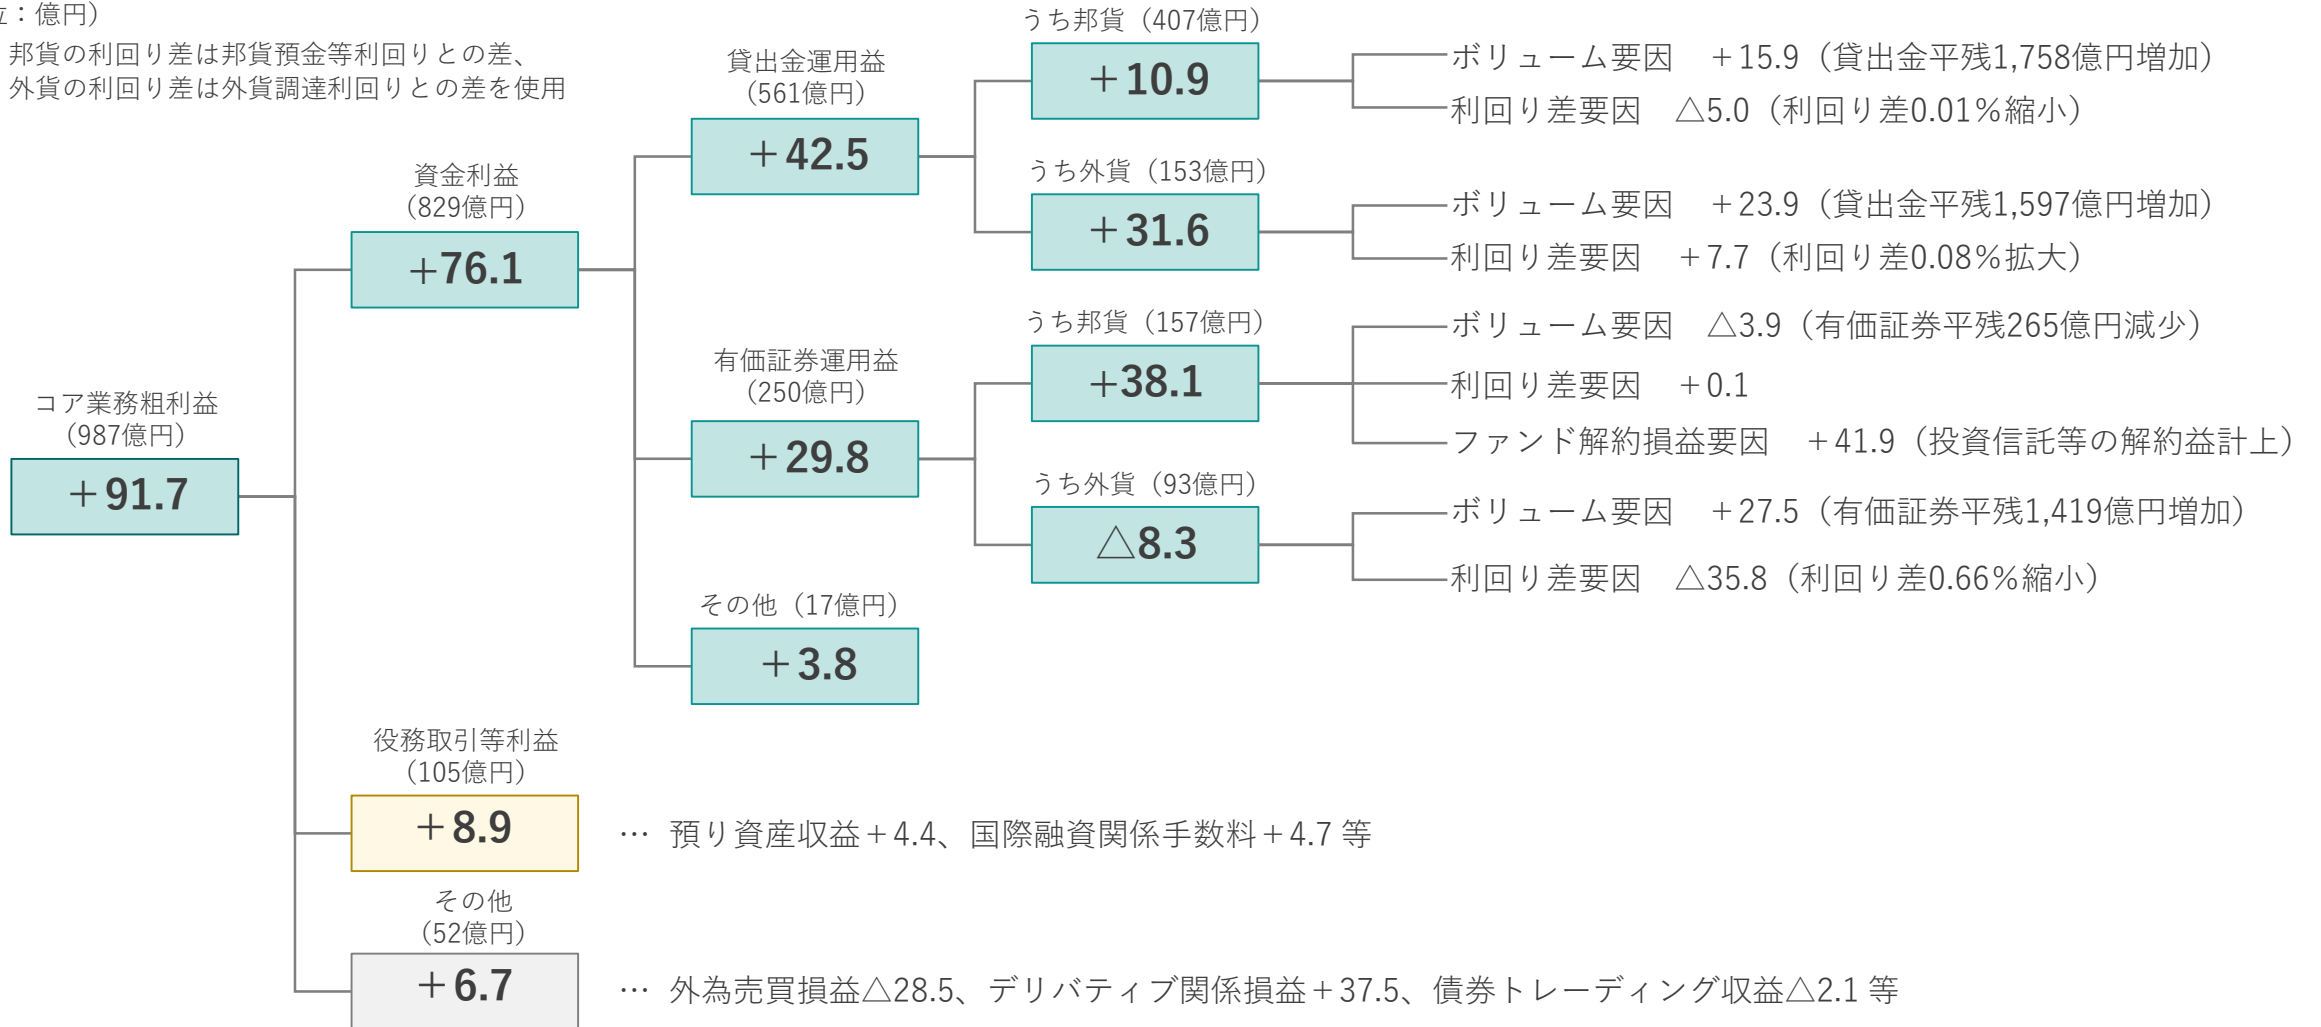 ：億円）
邦貨の利回り差は邦貨預金等利回りとの差、
外貨の利回り差は外貨調達利回りとの差を使用
コア業務粗利益
（987億円）
＋91.7
資金利益
（829億円）
＋76.1
貸出金運用益
（561億円）
＋42.5
うち邦貨（407億円）
＋10.9
ボリューム要因　＋15.9（貸出金平残1,758億円増加）
利回り差要因　△5.0（利回り差0.01％縮小）
うち外貨（153億円）
＋31.6
ボリューム要因　＋23.9（貸出金平残1,597億円増加）
利回り差要因　＋7.7（利回り差0.08％拡大）
有価証券運用益
（250億円）
＋29.8
うち邦貨（157億円）
＋38.1
ボリューム要因　△3.9（有価証券平残265億円減少）
利回り差要因　＋0.1
ファンド解約損益要因　＋41.9（投資信託等の解約益計上）
うち外貨（93億円）
△8.3
ボリューム要因　＋27.5（有価証券平残1,419億円増加）
利回り差要因　△35.8（利回り差0.66％縮小）
その他（17億円）
＋3.8
役務取引等利益
（105億円）
＋8.9
… 預り資産収益＋4.4、国際融資関係手数料＋4.7 等
その他
（52億円）
＋6.7
… 外為売買損益△28.5、デリバティブ関係損益＋37.5、債券トレーディング収益△2.1 等